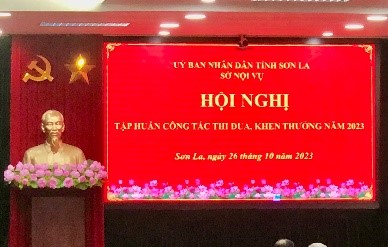 ỦY BAN NHÂN DÂN TỈNH SƠN LA
SỞ NỘI VỤ
HỘI NGHỊ
TẬP HUẤN CÔNG TÁC THI ĐUA, KHEN THƯỞNG NĂM 2023
Sơn La, ngày 26 tháng 10 năm 2023